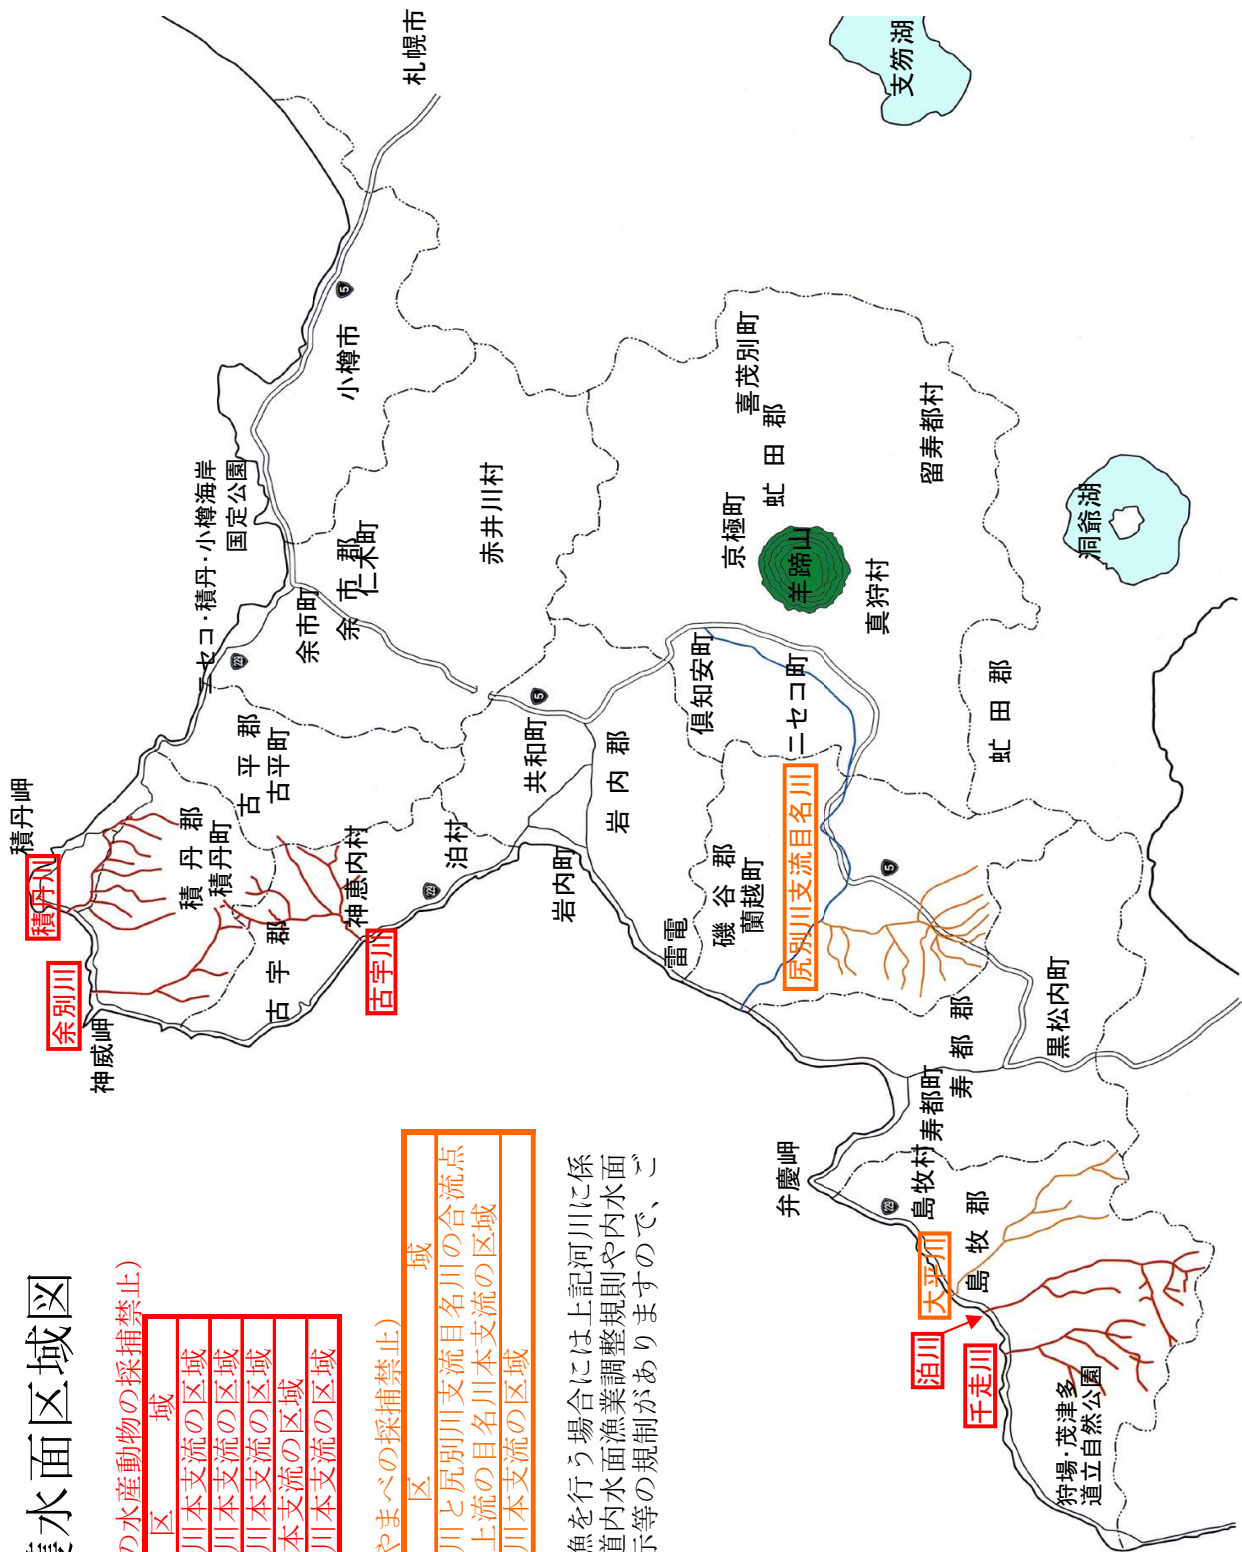 水面区域図
の水産動物の採捕禁止)
区 域
川本支流の区域
川本支流の区域
川本支流の区域
本支流の区域
川本支流の区域
やまべの採捕禁止)
区 域
川と尻別川支流目名川の合流点
上流の目名川本支流の区域
川本支流の区域
魚を行う場合には上記河川に係
道内水面漁業調整規則や内水面
示等の規制がありますので、ご
積丹岬
積丹川
余別川
神威岬
積丹郡
積丹町
古平郡
古平町
古宇郡
神恵内村
古宇川
泊村
229
ニセコ・積丹・小樽海岸
国定公園
229
余市町
余市郡
仁木町
赤井川村
小樽市
5
札幌市
支笏湖
共和町
5
岩内郡
岩内町
雷電
磯谷郡
蘭越町
倶知安町
ニセコ町
尻別川支流目名川
5
京極町
喜茂別町
虻田郡
羊蹄山
真狩村
留寿都村
洞爺湖
虻田郡
黒松内町
寿都郡
寿都町
弁慶岬
島牧村
229
島牧郡
大平川
泊川
千走川
狩場・茂津多
道立自然公園